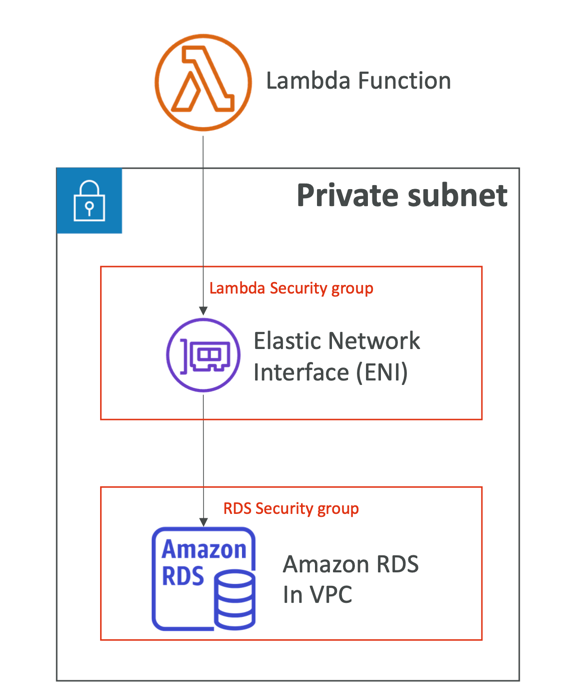 Lambda Function
Private subnet
Lambda Security group
Elastic Network
Interface (ENI)
RDS Security group
Amazon
RDS
Amazon RDS
In VPC